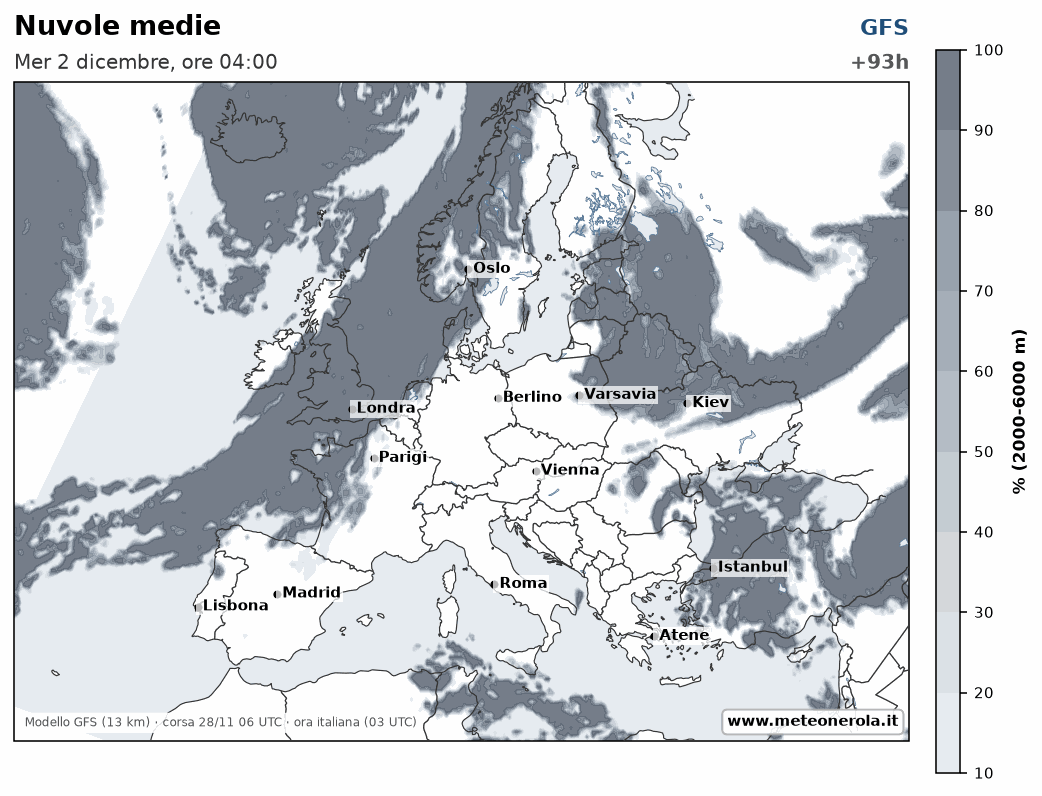 Nuvole medie
GFS
Mer 2 dicembre, ore 04:00
+93h
100
90
80
70
60
50
40
30
20
10
% (2000-6000 m)
Oslo
Berlino
Varsavia
Kiev
Londra
Parigi
Vienna
Istanbul
Roma
Madrid
Lisbona
Atene
Modello GFS (13 km) · corsa 28/11 06 UTC · ora italiana (03 UTC)
www.meteonerola.it